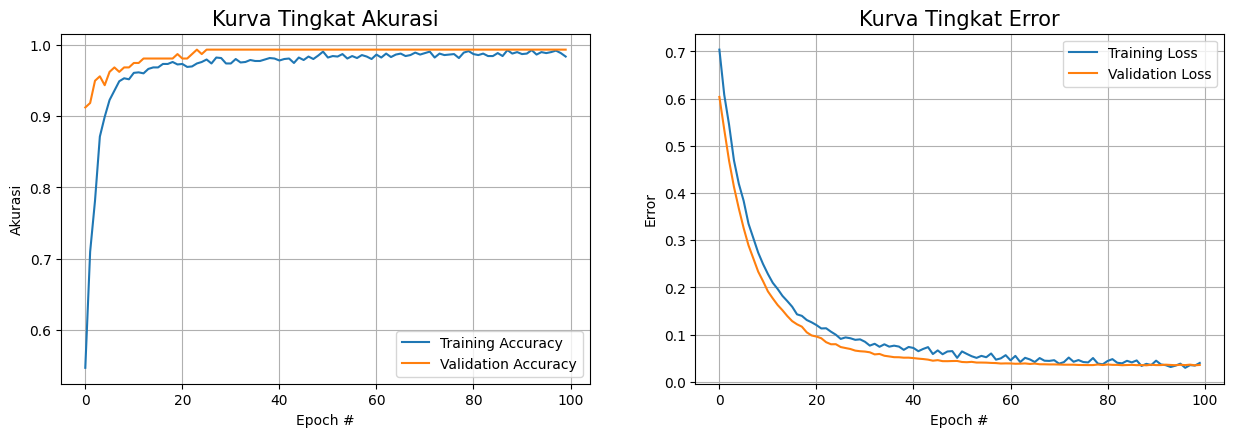 Kurva Tingkat Akurasi
1.0
0.9
0.8
0.7
0.6
Akurasi
0 20 40 60 80 100
Epoch #
Training Accuracy
Validation Accuracy
Kurva Tingkat Error
0.7
0.6
0.5
0.4
0.3
0.2
0.1
0.0
Error
0 20 40 60 80 100
Epoch #
Training Loss
Validation Loss